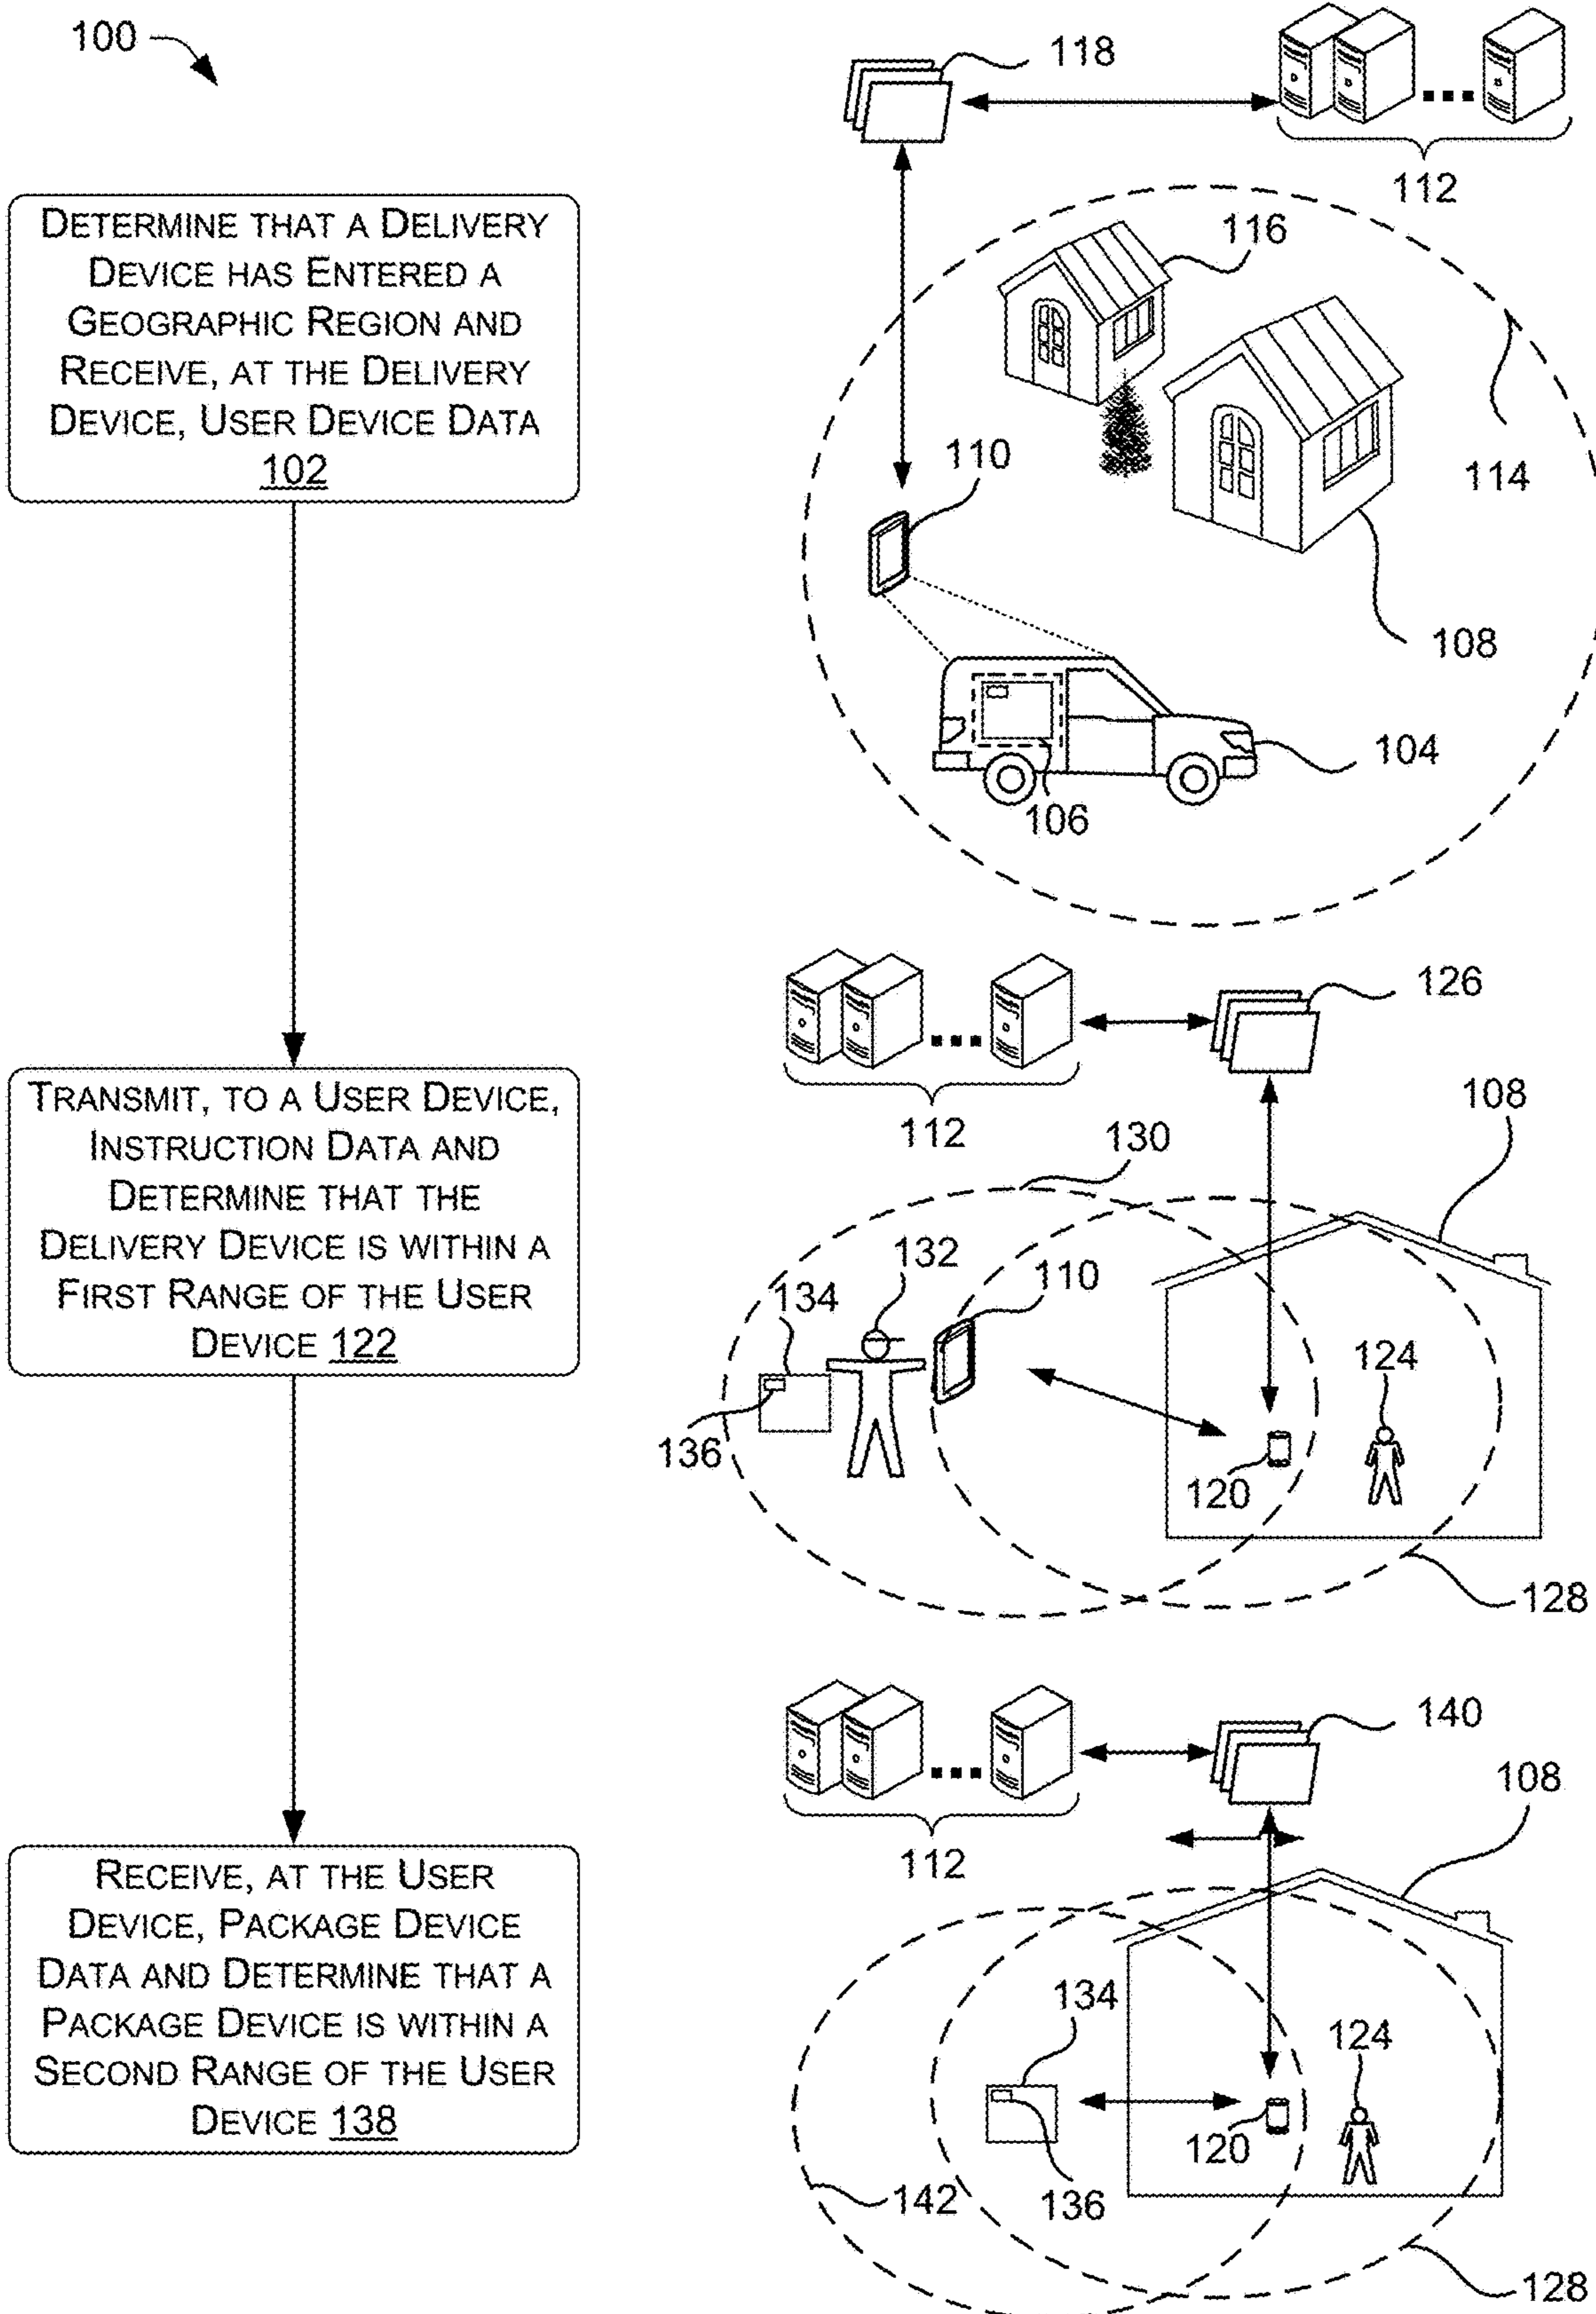 100
118
112
DETERMINE THAT A DELIVERY
DEVICE HAS ENTERED A
GEOGRAPHIC REGION AND
RECEIVE, AT THE DELIVERY
DEVICE, USER DEVICE DATA
102
116
114
110
108
104
106
126
112
108
130
TRANSMIT, TO A USER DEVICE,
INSTRUCTION DATA AND
DETERMINE THAT THE
DELIVERY DEVICE IS WITHIN A
FIRST RANGE OF THE USER
DEVICE 122
132
110
134
124
136
120
128
140
108
112
RECEIVE, AT THE USER
DEVICE, PACKAGE DEVICE
DATA AND DETERMINE THAT A
PACKAGE DEVICE IS WITHIN A
SECOND RANGE OF THE USER
DEVICE 138
134
124
120
142
136
128